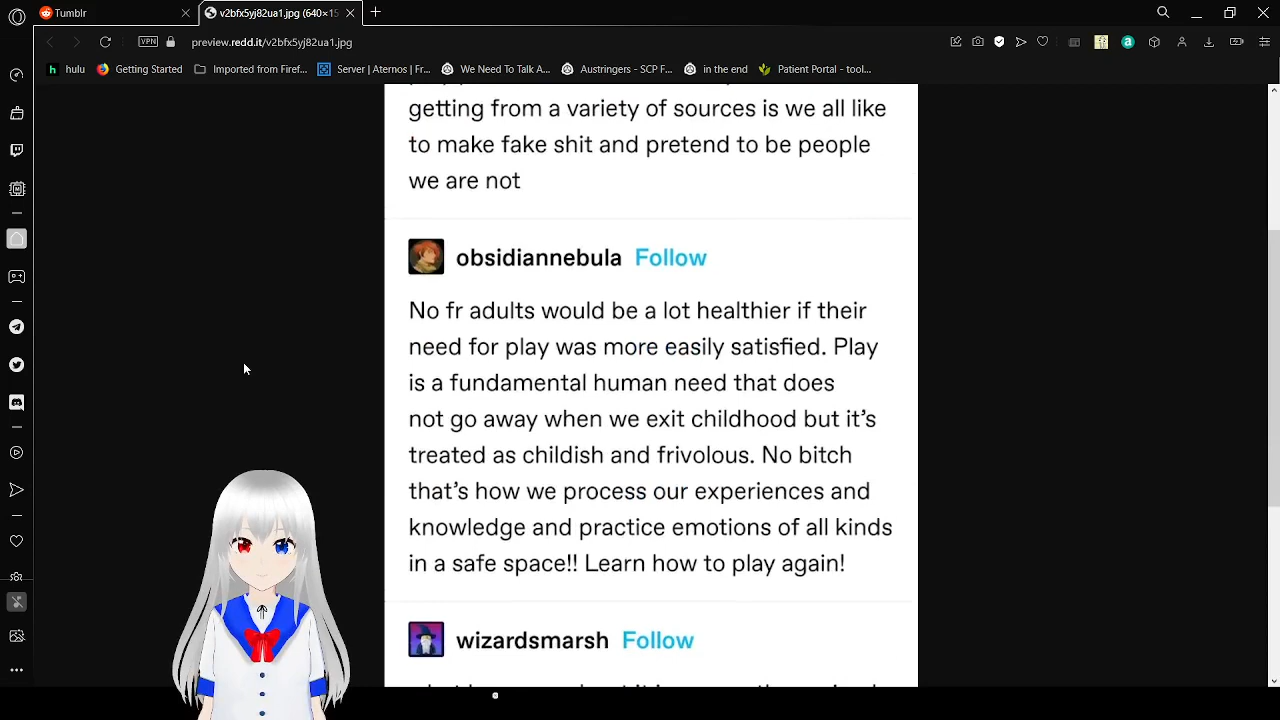 Tumblr
v2bfx5yj82ua1.jpg (640×15
VPN
preview.redd.it/v2bfx5yj82ua1.jpg
h hulu
Getting Started
Imported from Firef...
Server | Aternos | Fr...
We Need To Talk A...
Austringers - SCP F...
in the end
Patient Portal - tool...
getting from a variety of sources is we all like
to make fake shit and pretend to be people
we are not
obsidiannebula Follow
No fr adults would be a lot healthier if their
need for play was more easily satisfied. Play
is a fundamental human need that does
not go away when we exit childhood but it's
treated as childish and frivolous. No bitch
that's how we process our experiences and
knowledge and practice emotions of all kinds
in a safe space!! Learn how to play again!
wizardsmarsh Follow